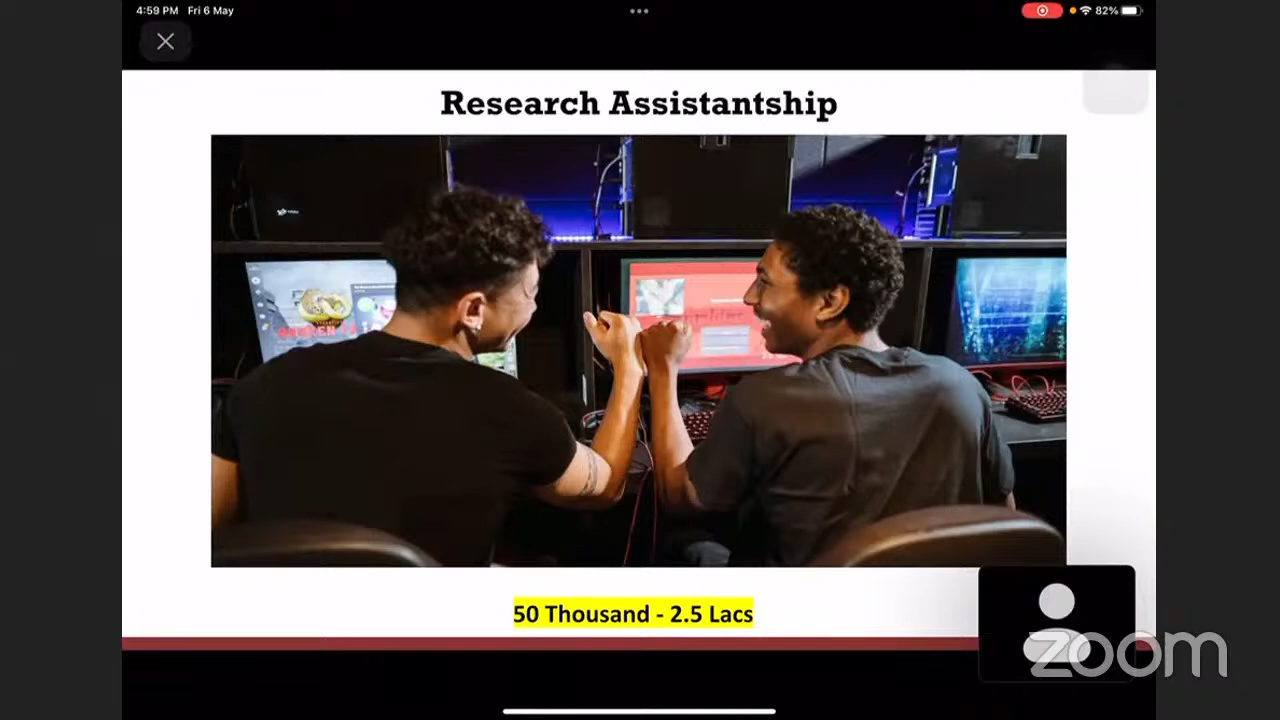 4:59 PM Fri 6 May
82%
Research Assistantship
50 Thousand - 2.5 Lacs
zoom